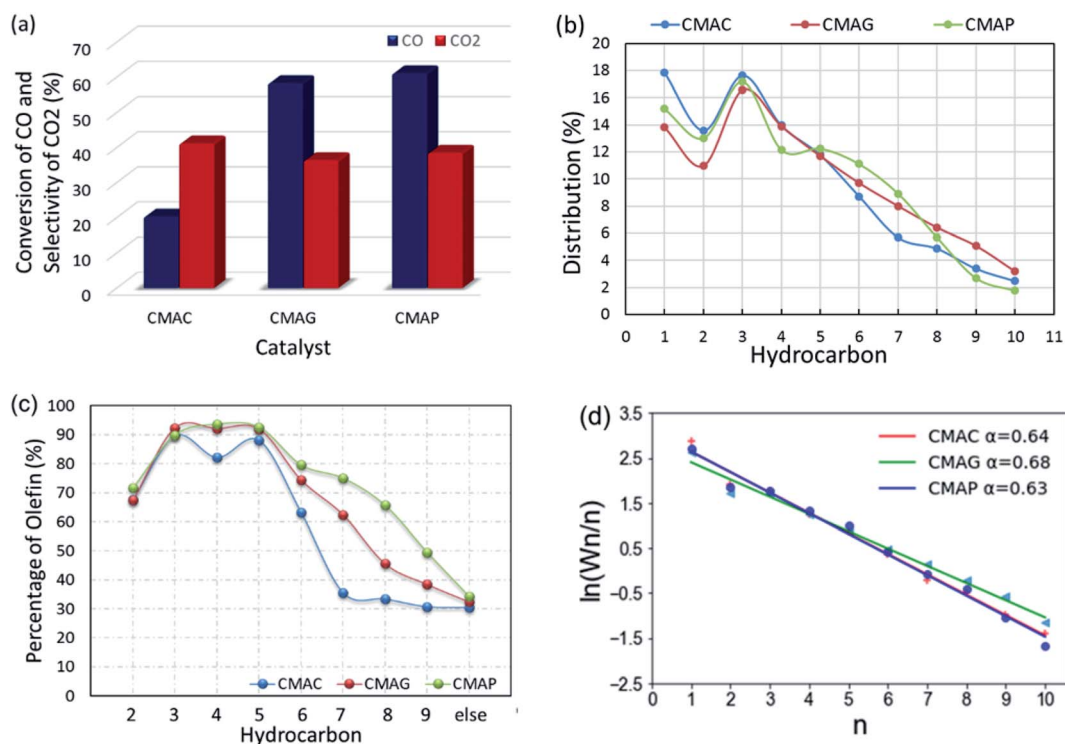 (a)
CO CO2
Conversion of CO and
Selectivity of CO2 (%)
70
60
50
40
30
20
10
0
CMAC CMAG CMAP
Catalyst
(b)
CMAC CMAG CMAP
Distribution (%)
20
18
16
14
12
10
8
6
4
2
0
0 1 2 3 4 5 6 7 8 9 10 11
Hydrocarbon
(c)
Percentage of Olefin (%)
100
90
80
70
60
50
40
30
20
10
0
CMAC CMAG CMAP
2 3 4 5 6 7 8 9 else
Hydrocarbon
(d)
CMAC α=0.64
CMAG α=0.68
CMAP α=0.63
ln(Wn/n)
3.5
2.5
1.5
0.5
−0.5
−1.5
−2.5
0 1 2 3 4 5 6 7 8 9 10
n